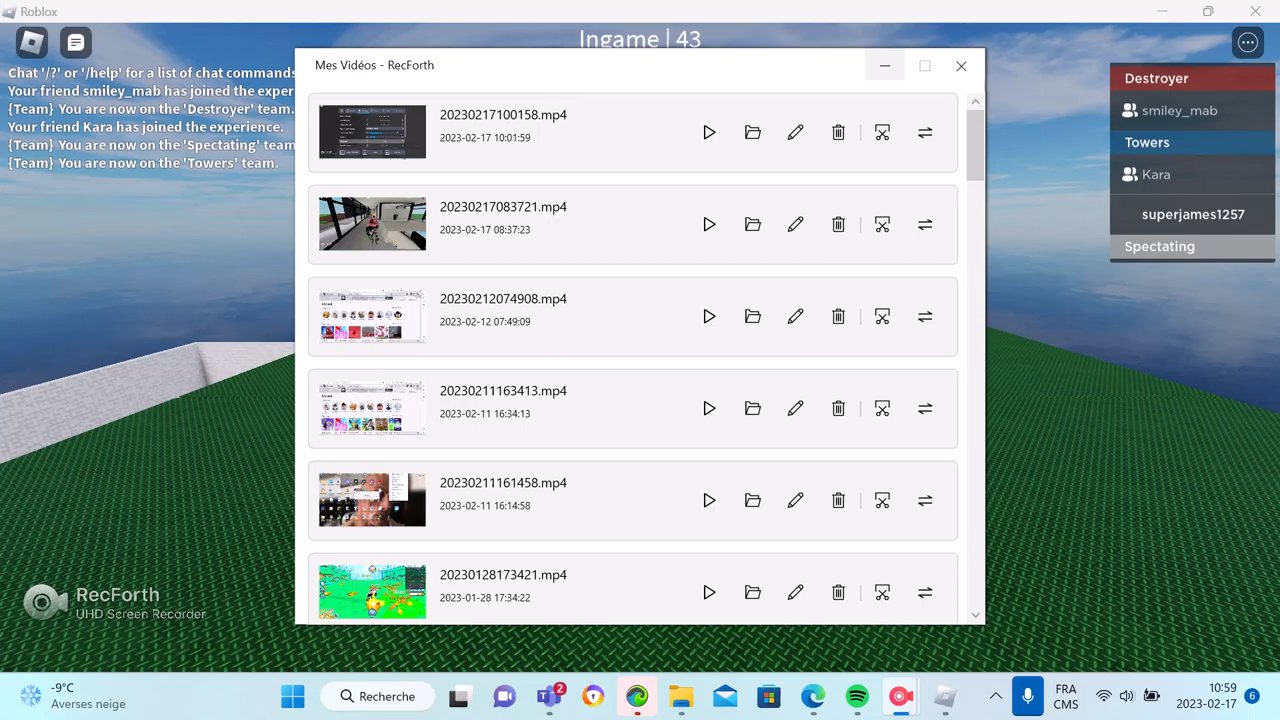 Roblox
Ingame | 43
Chat '/?' or '/help' for a list of chat commands
Your friend smiley_mab has joined the exper
{Team} You are now on the 'Destroyer' team.
Your friend Kara has joined the experience.
{Team} You are now on the 'Spectating' team
{Team} You are now on the 'Towers' team.
Mes Vidéos - RecForth
20230217100158.mp4
2023-02-17 10:01:59
20230217083721.mp4
2023-02-17 08:37:23
20230212074908.mp4
2023-02-12 07:49:09
20230211163413.mp4
2023-02-11 16:34:13
20230211161458.mp4
2023-02-11 16:14:58
20230128173421.mp4
2023-01-28 17:34:22
Destroyer
smiley_mab
Towers
Kara
superjames1257
Spectating
RecForth
UHD Screen Recorder
-9°C
Averses neige
Recherche
2
FRA
CMS
10:59
2023-02-17
6